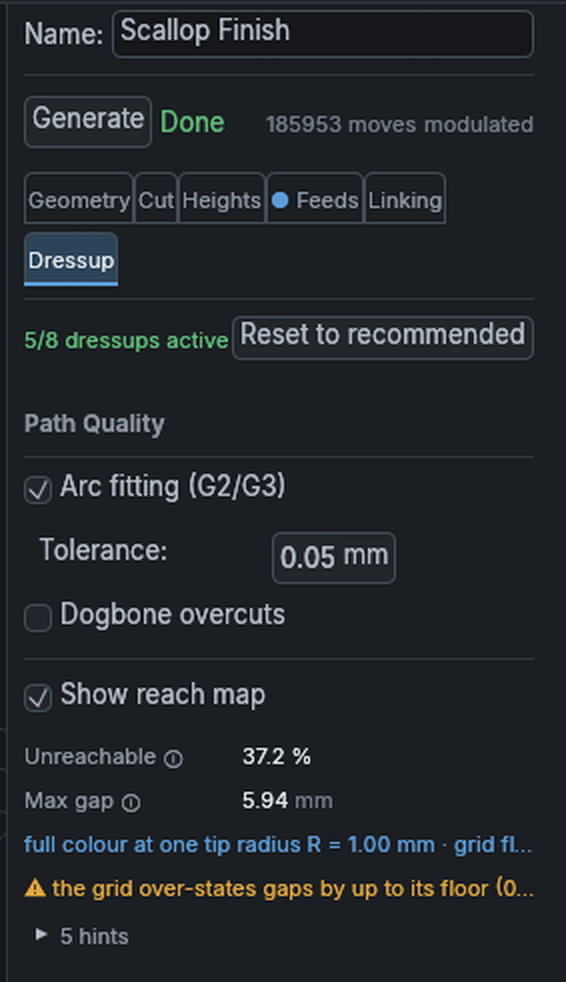 Name: Scallop Finish
Generate Done 185953 moves modulated
Geometry Cut Heights Feeds Linking
Dressup
5/8 dressups active Reset to recommended
Path Quality
Arc fitting (G2/G3)
Tolerance: 0.05 mm
Dogbone overcuts
Show reach map
Unreachable 37.2 %
Max gap 5.94 mm
full colour at one tip radius R = 1.00 mm · grid fl...
the grid over-states gaps by up to its floor (0...
5 hints